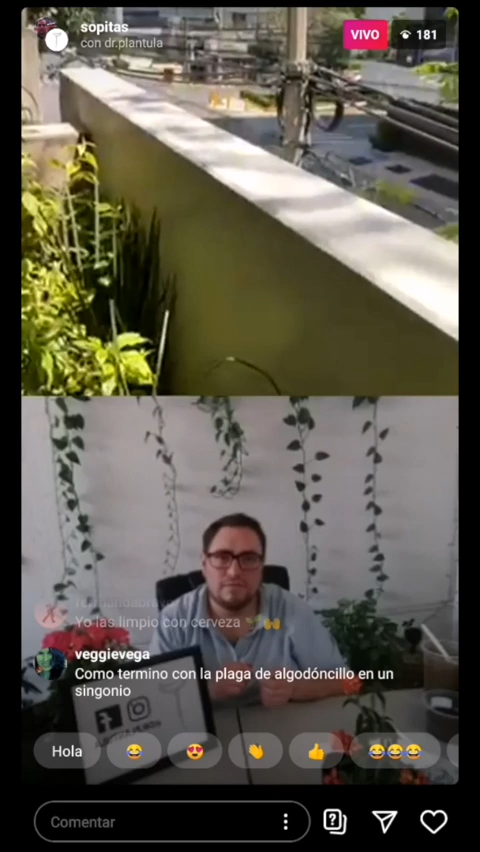 sopitas
con dr.plantula
VIVO
181
Yo las limpio con cerveza 🌱🙌
veggievega
Como termino con la plaga de algodóncillo en un
singonio
Hola
😂
😍
👏
👍
😂😂😂
Comentar